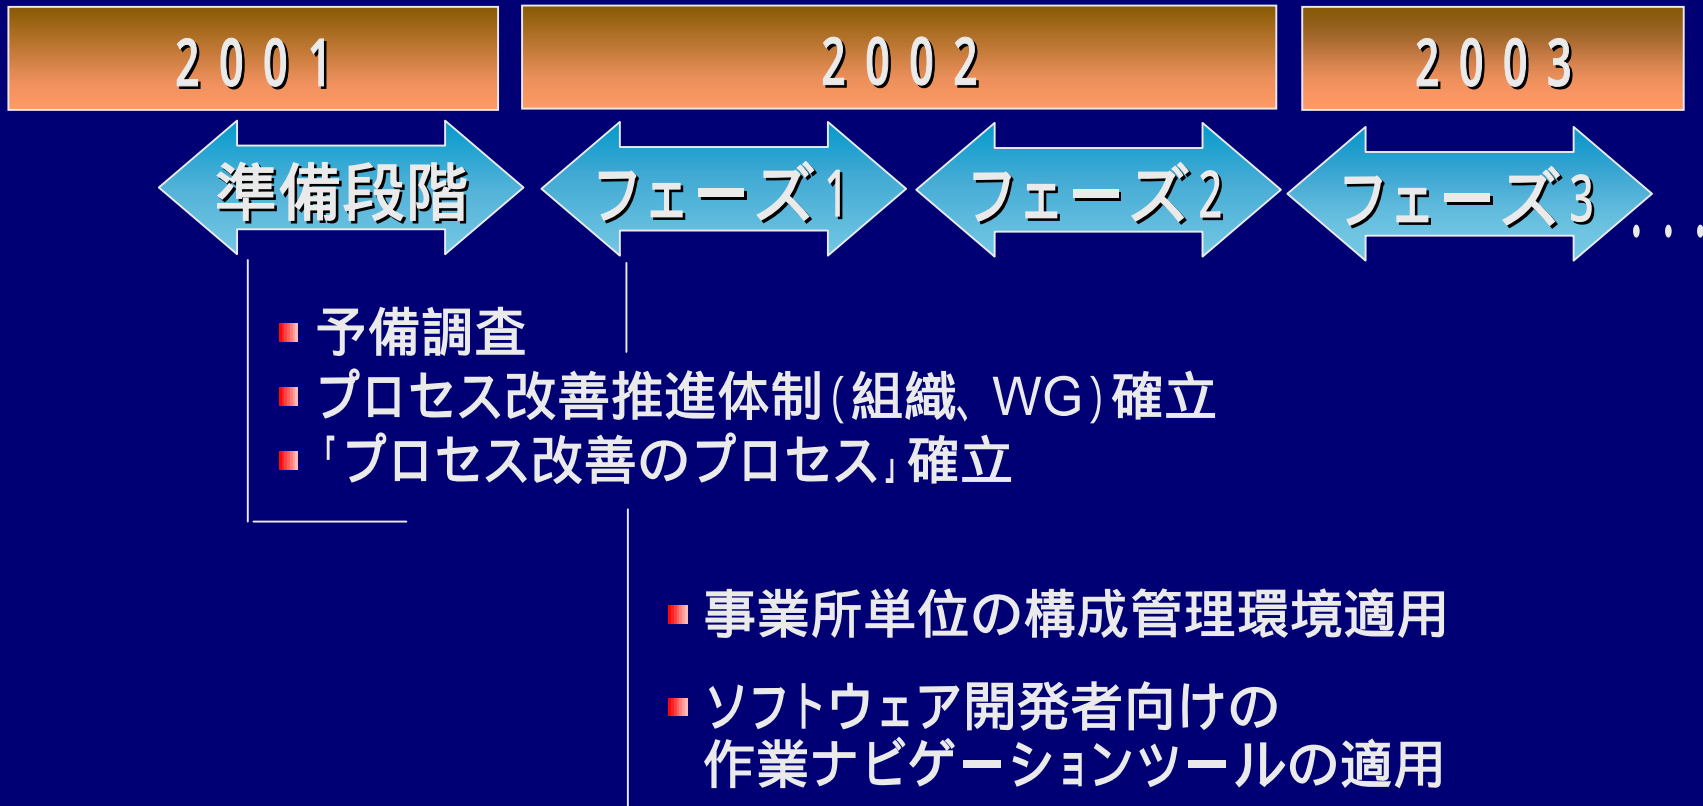 ２００１
２００２
２００３
準備段階
フェーズ1
フェーズ2
フェーズ3
．．．
予備調査
プロセス改善推進体制(組織、WG)確立
「プロセス改善のプロセス」確立
事業所単位の構成管理環境適用
ソフトウェア開発者向けの
作業ナビゲーションツールの適用